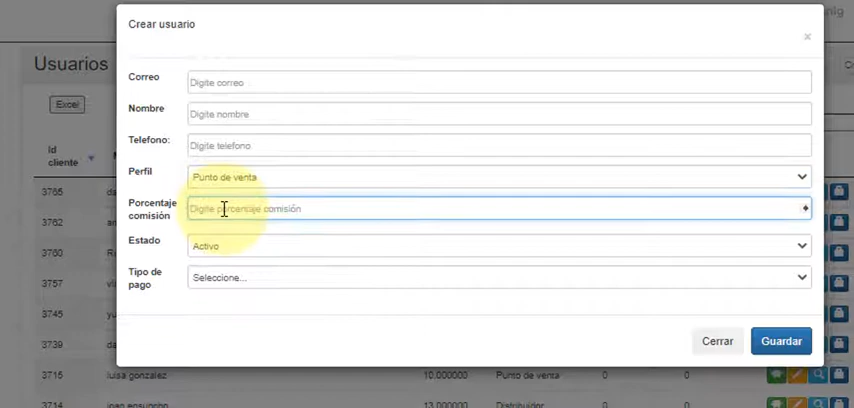 Crear usuario
×
Usuarios
Excel
Correo
Digite correo
Nombre
Digite nombre
Id cliente
Telefono:
Digite telefono
Perfil
Punto de venta
3765
Porcentaje comisión
Digite porcentaje comisión
3762
Estado
Activo
3760
Tipo de pago
Seleccione...
3757
3745
3739
Cerrar
Guardar
3715 luisa gonzalez 10.000000 Punto de venta 0 0
3714 13.000000 Distribuidor 0 0